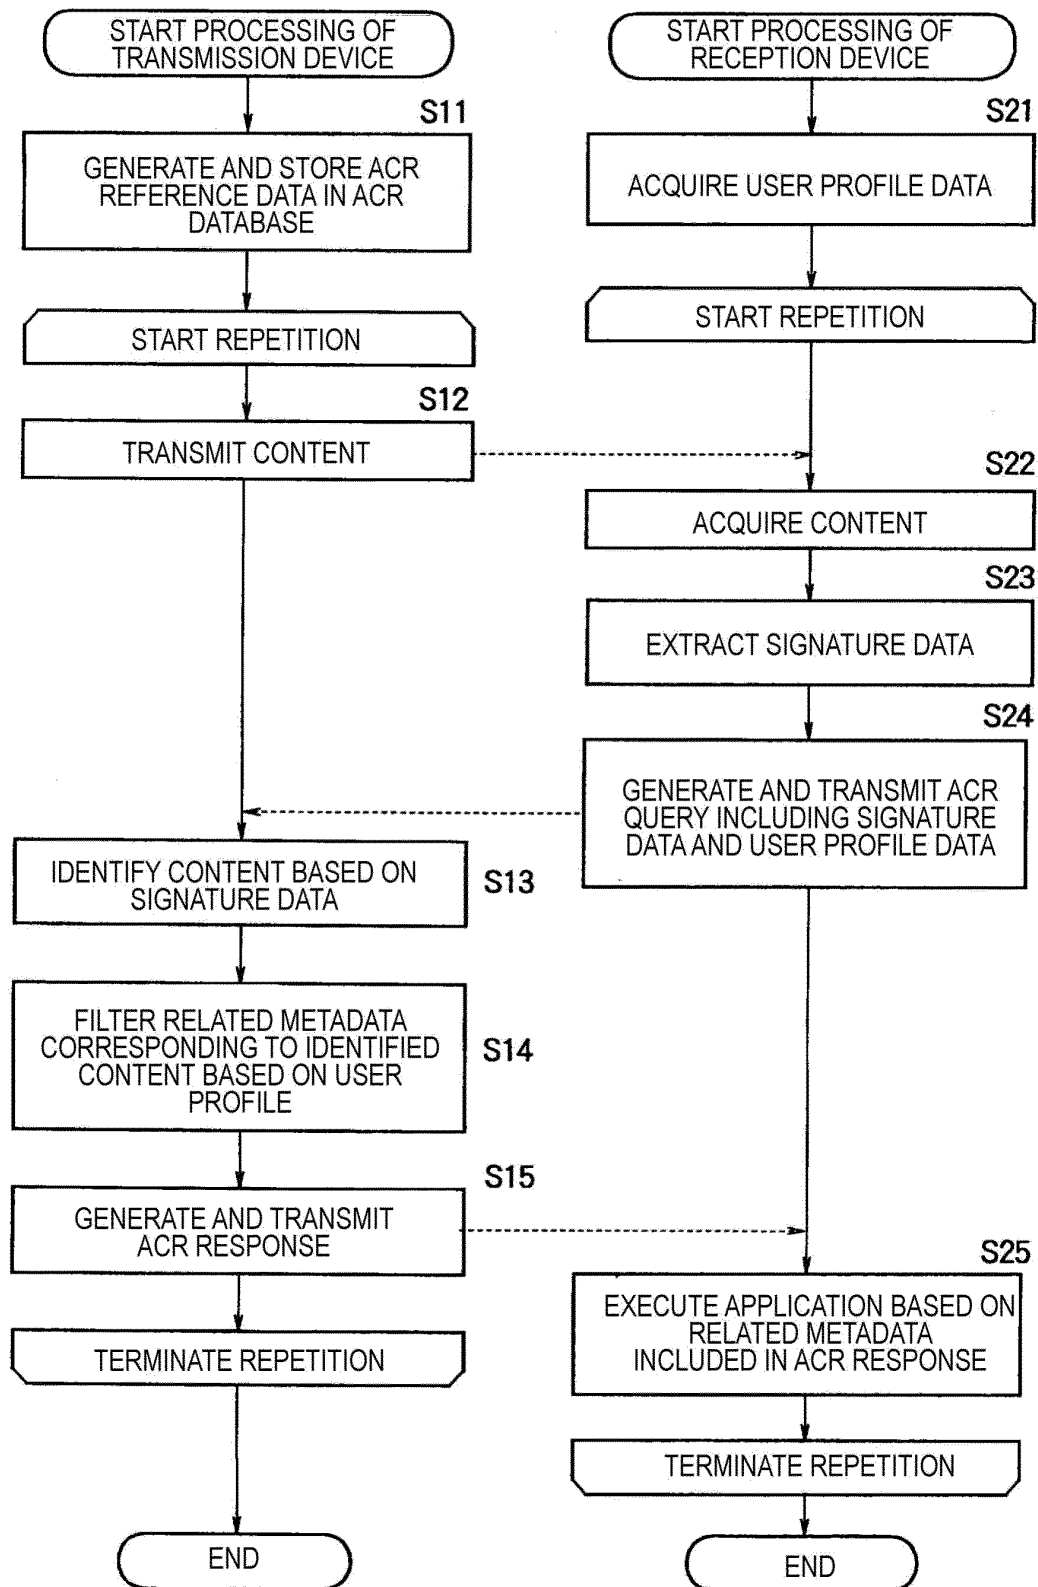 START PROCESSING OF
TRANSMISSION DEVICE
S11
GENERATE AND STORE ACR
REFERENCE DATA IN ACR
DATABASE
START REPETITION
S12
TRANSMIT CONTENT
IDENTIFY CONTENT BASED ON
SIGNATURE DATA
S13
FILTER RELATED METADATA
CORRESPONDING TO IDENTIFIED
CONTENT BASED ON USER
PROFILE
S14
S15
GENERATE AND TRANSMIT
ACR RESPONSE
TERMINATE REPETITION
END
START PROCESSING OF
RECEPTION DEVICE
S21
ACQUIRE USER PROFILE DATA
START REPETITION
S22
ACQUIRE CONTENT
S23
EXTRACT SIGNATURE DATA
S24
GENERATE AND TRANSMIT ACR
QUERY INCLUDING SIGNATURE
DATA AND USER PROFILE DATA
S25
EXECUTE APPLICATION BASED ON
RELATED METADATA
INCLUDED IN ACR RESPONSE
TERMINATE REPETITION
END